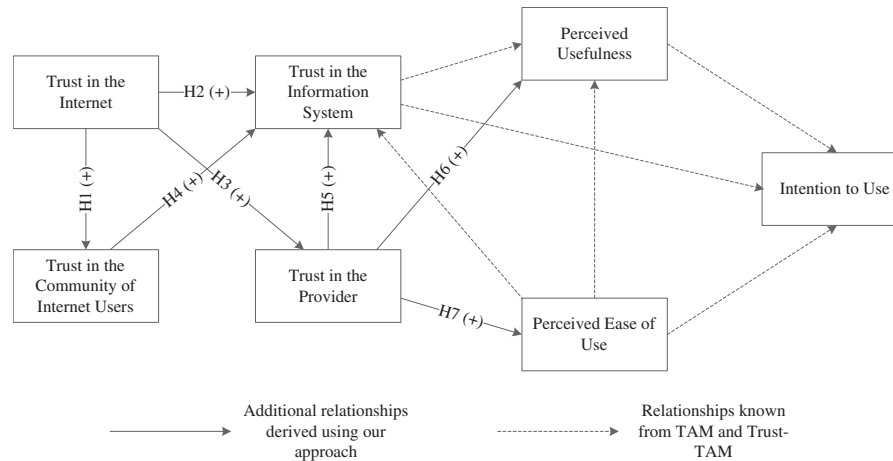 Perceived
Usefulness
Trust in the
Internet
H2 (+)
Trust in the
Information
System
H1 (+)
H4 (+)
H3 (+)
H5 (+)
H6 (+)
Intention to Use
Trust in the
Community of
Internet Users
Trust in the
Provider
H7 (+)
Perceived Ease of
Use
Additional relationships
derived using our
approach
Relationships known
from TAM and Trust-
TAM